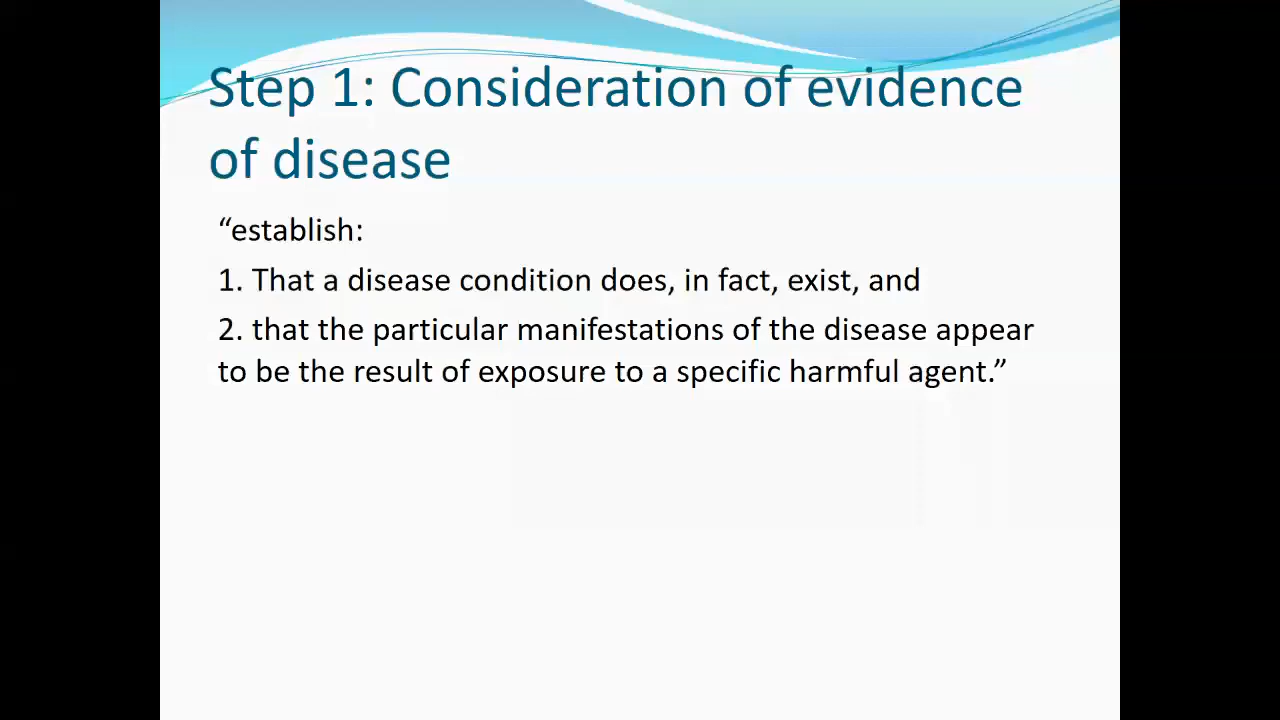 Step 1: Consideration of evidence
of disease
“establish:
1. That a disease condition does, in fact, exist, and
2. that the particular manifestations of the disease appear
to be the result of exposure to a specific harmful agent.”